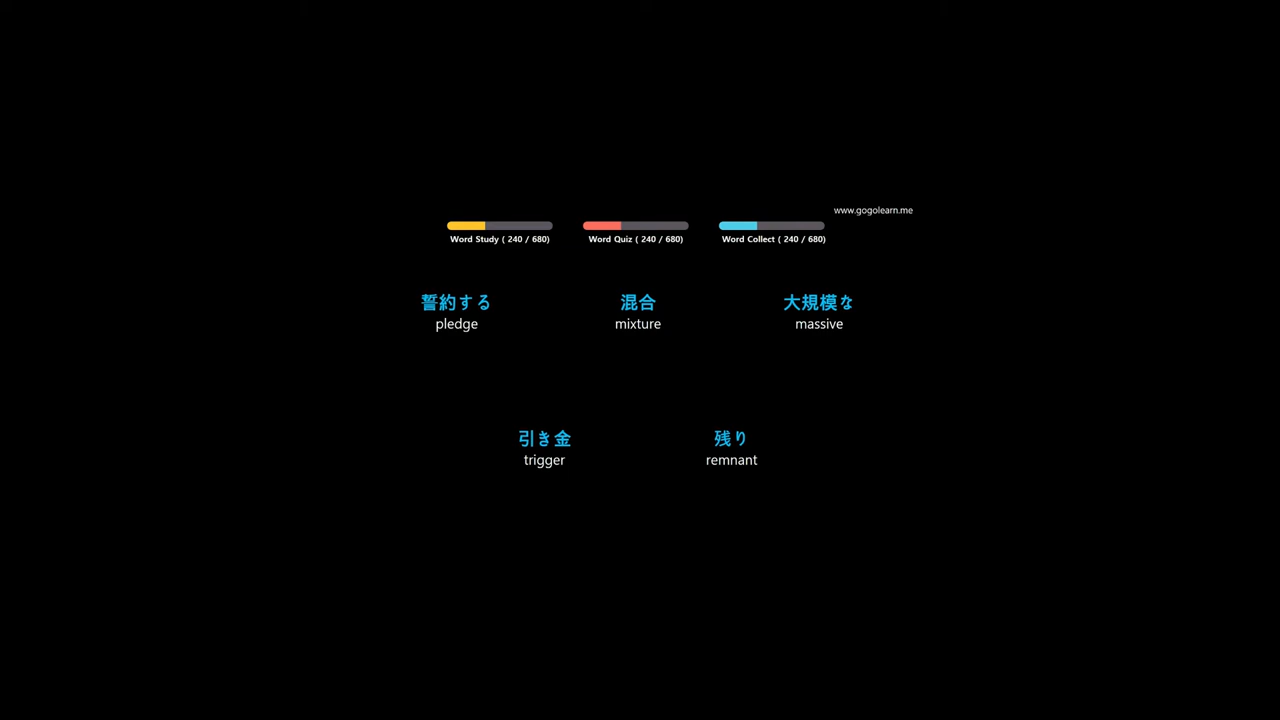 www.gogolearn.me
Word Study ( 240 / 680)
Word Quiz ( 240 / 680)
Word Collect ( 240 / 680)
誓約する
pledge
混合
mixture
大規模な
massive
引き金
trigger
残り
remnant